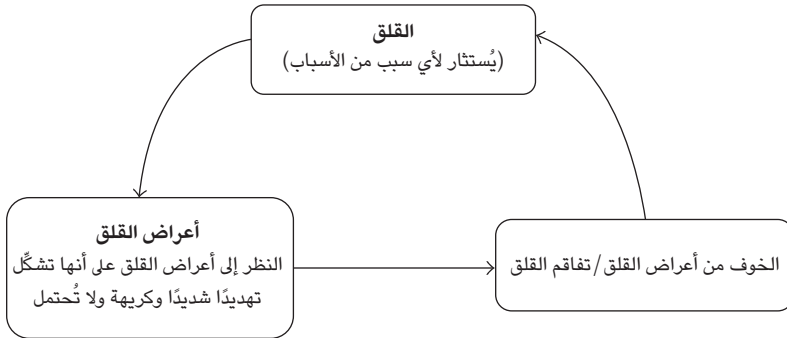 القلق
(يُستثار لأي سبب من الأسباب)
أعراض القلق
النظر إلى أعراض القلق على أنها تشكِّل
تهديدًا شديدًا وكريهة ولا تُحتمل
الخوف من أعراض القلق/تفاقم القلق